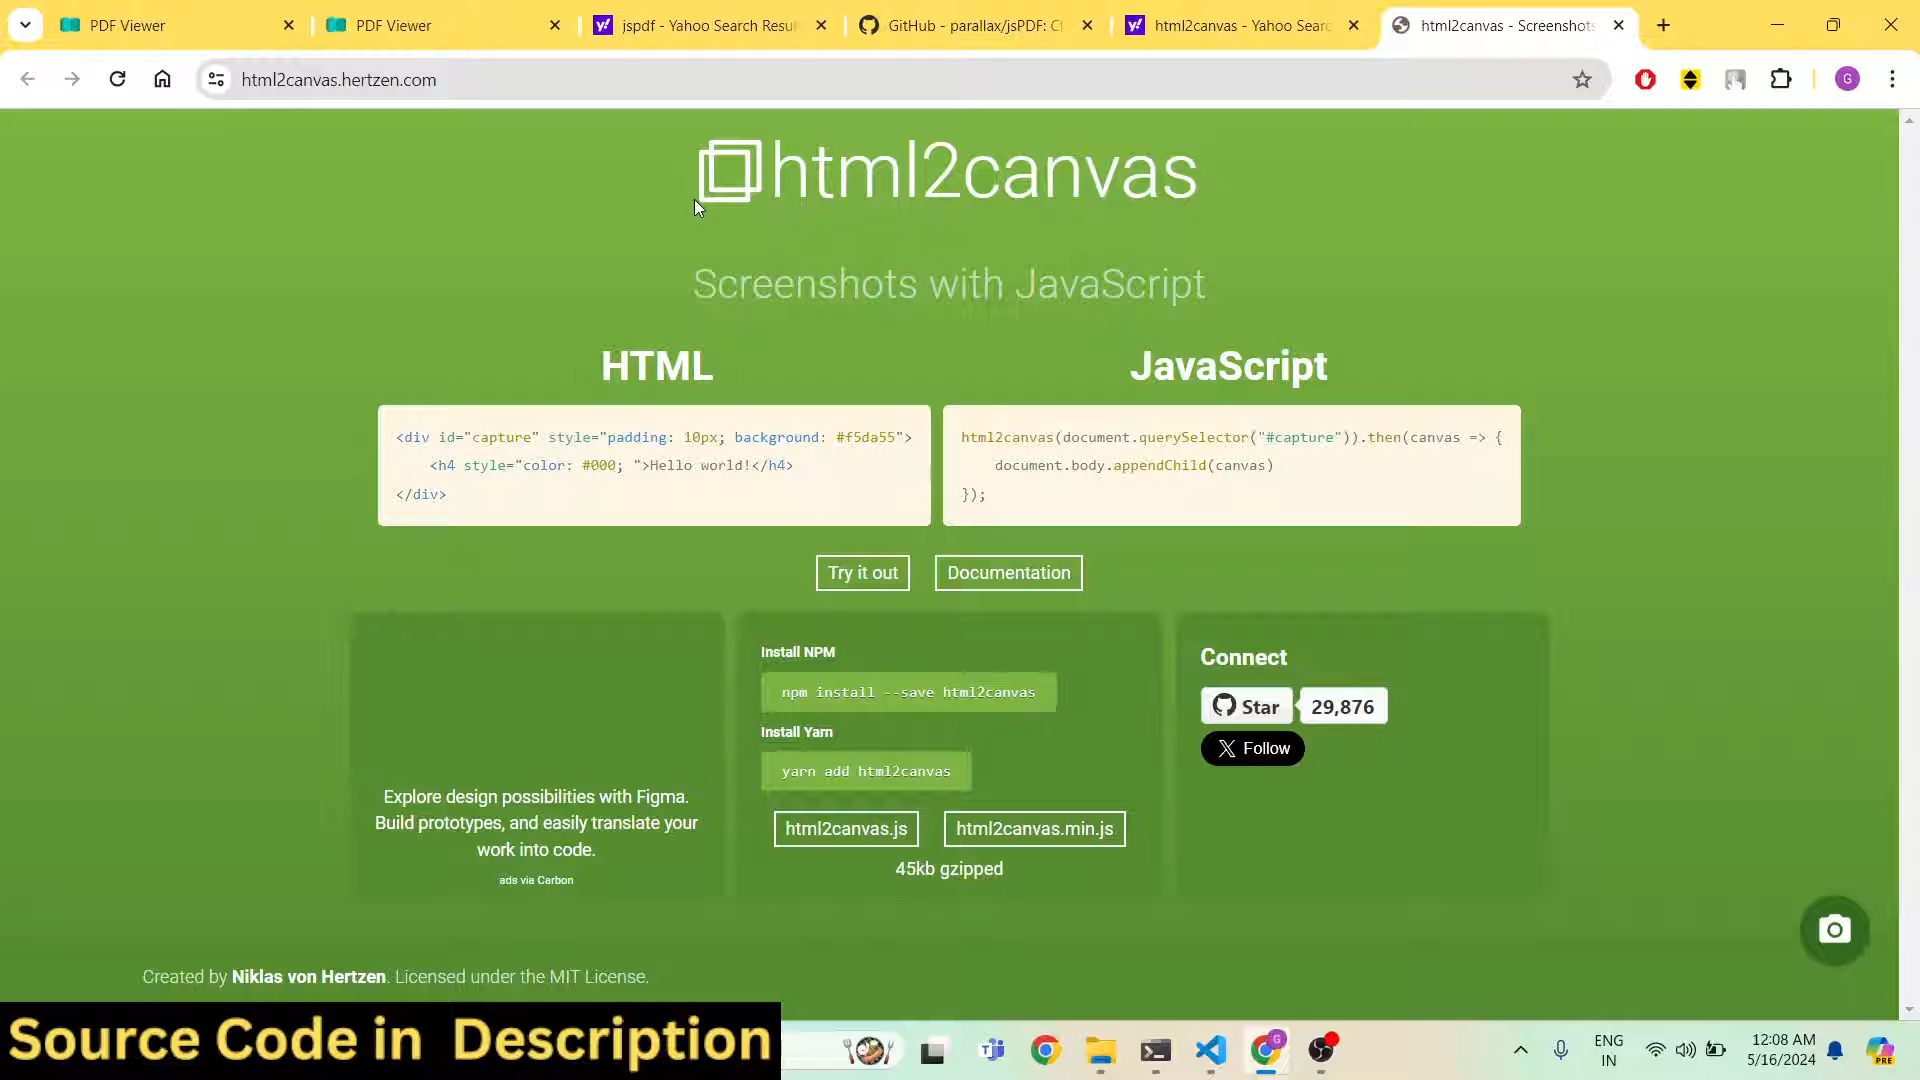 PDF Viewer
PDF Viewer
jspdf - Yahoo Search Resu
GitHub - parallax/jsPDF: C
html2canvas - Yahoo Searc
html2canvas - Screenshots
html2canvas.hertzen.com
G
html2canvas
Screenshots with JavaScript
HTML
JavaScript
<div id="capture" style="padding: 10px; background: #f5da55">
<h4 style="color: #000; ">Hello world!</h4>
</div>
html2canvas(document.querySelector("#capture")).then(canvas => {
document.body.appendChild(canvas)
});
Try it out
Documentation
Explore design possibilities with Figma.
Build prototypes, and easily translate your
work into code.
ads via Carbon
Install NPM
npm install --save html2canvas
Install Yarn
yarn add html2canvas
html2canvas.js
html2canvas.min.js
45kb gzipped
Connect
Star
29,876
Follow
Created by Niklas von Hertzen. Licensed under the MIT License.
Source Code in Description
G
ENG
IN
12:08 AM
5/16/2024
PRE